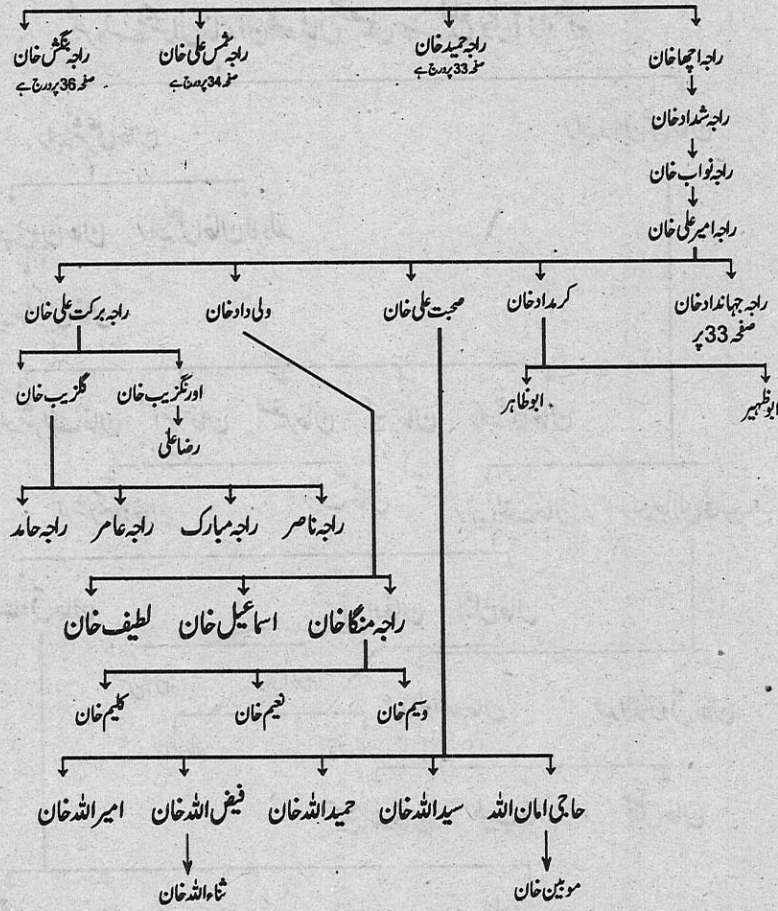 راجہ اچھا خان
راجہ حمید خان
صفحہ 33 پر درج ہے
راجہ شمس علی خان
صفحہ 34 پر درج ہے
راجہ بنگش خان
صفحہ 36 پر درج ہے
راجہ شداد خان
راجہ نواب خان
راجہ امیر علی خان
راجہ جہانداد خان
صفحہ 33 پر
کرمداد خان
صحبت علی خان
ولی داد خان
راجہ برکت علی خان
ابوظہیر
ابوظاہر
اورنگزیب خان
گلزیب خان
رضا علی
راجہ ناصر
راجہ مبارک
راجہ عامر
راجہ حامد
راجہ منگا خان
اسماعیل خان
لطیف خان
وسیم خان
نعیم خان
کلیم خان
حاجی امان اللہ
سید اللہ خان
حمید اللہ خان
فیض اللہ خان
امیر اللہ خان
موبین خان
ثناء اللہ خان